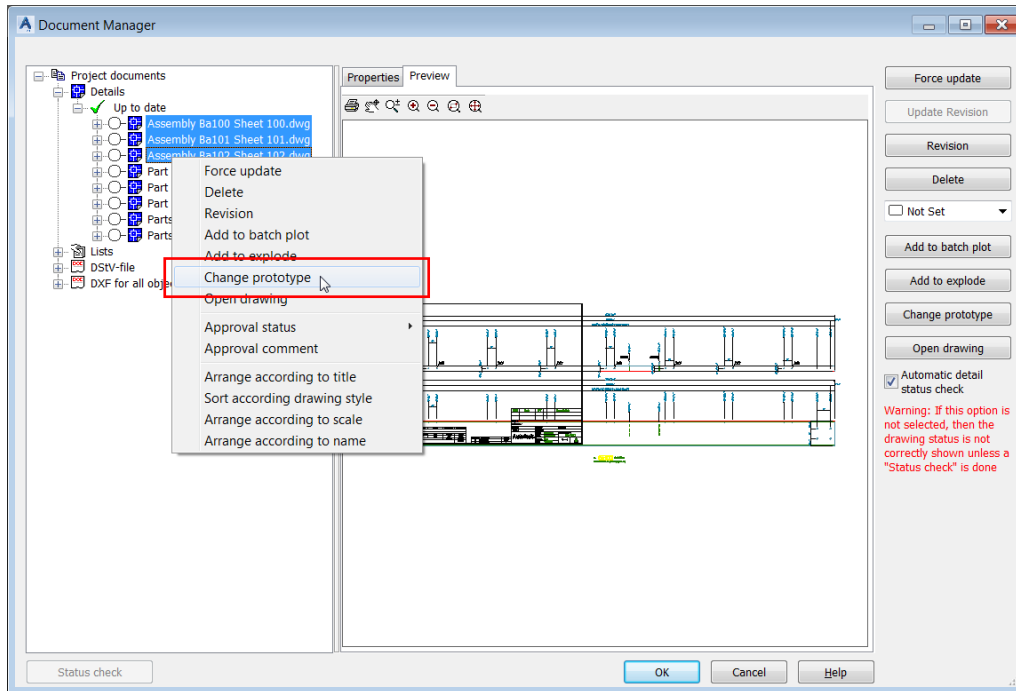 Document Manager
Project documents
Details
Up to date
Assembly Ba100 Sheet 100.dwg
Assembly Ba101 Sheet 101.dwg
Assembly Ba102 Sheet 102.dwg
Part
Part
Part
Parts
Parts
Lists
DStV-file
DXF for all obje
Force update
Delete
Revision
Add to batch plot
Add to explode
Change prototype
Open drawing
Approval status
Approval comment
Arrange according to title
Sort according drawing style
Arrange according to scale
Arrange according to name
Properties
Preview
Force update
Update Revision
Revision
Delete
Not Set
Add to batch plot
Add to explode
Change prototype
Open drawing
Automatic detail
status check
Warning: If this option is
not selected, then the
drawing status is not
correctly shown unless a
"Status check" is done
Status check
OK
Cancel
Help